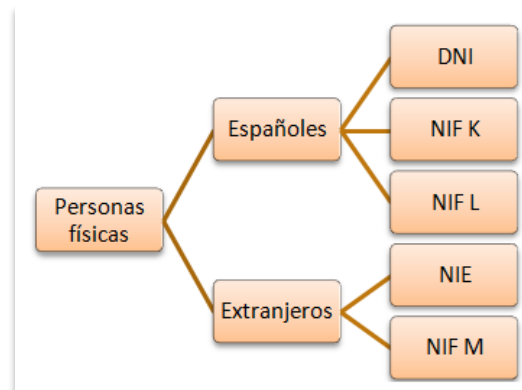 Personas
físicas
Españoles
DNI
NIF K
NIF L
Extranjeros
NIE
NIF M